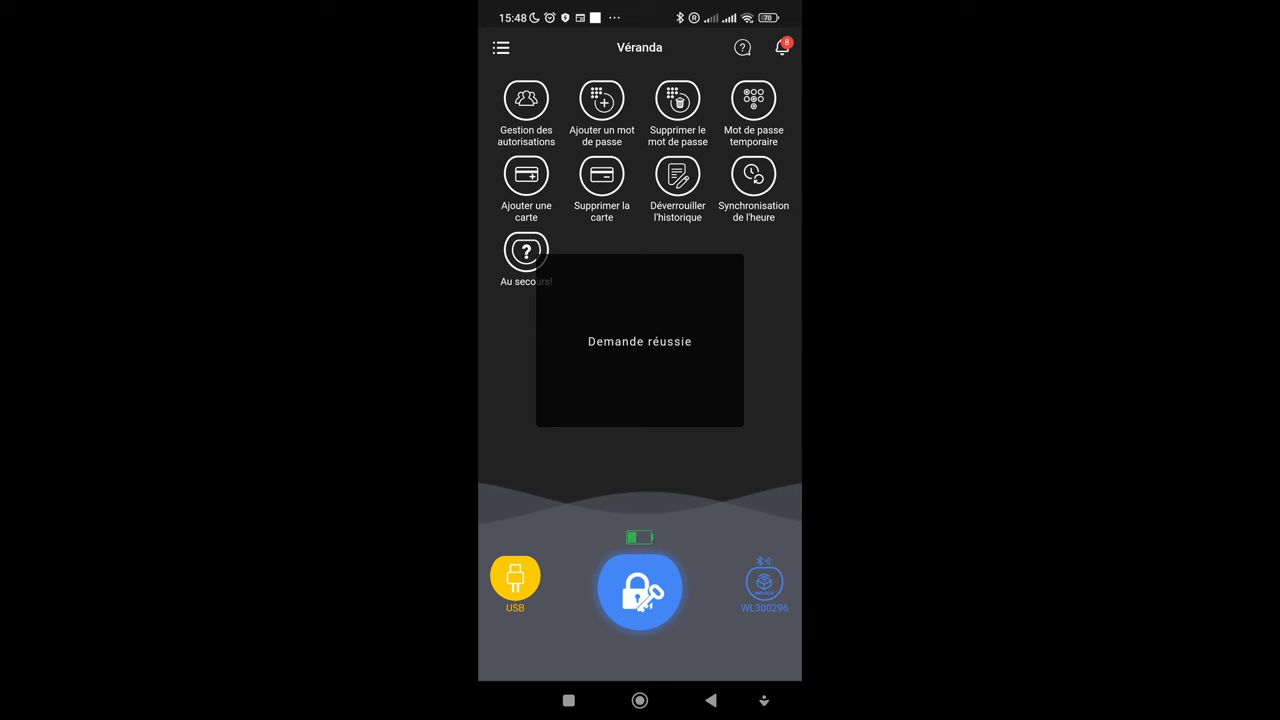 15:48
70
Véranda
8
Gestion des
autorisations
Ajouter un mot
de passe
Supprimer le
mot de passe
Mot de passe
temporaire
Ajouter une
carte
Supprimer la
carte
Déverrouiller
l'historique
Synchronisation
de l'heure
Au secours!
Demande réussie
USB
WL300296